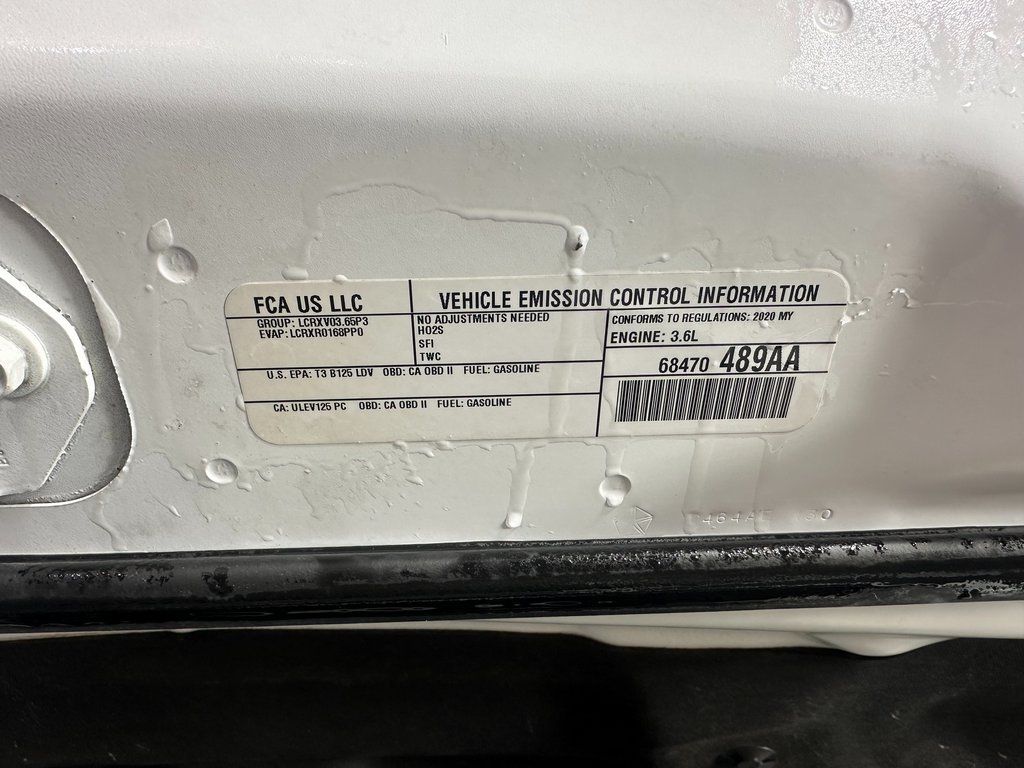 FCA US LLC
GROUP: LCRXV03.65P3
EVAP: LCRXR0168PP0
VEHICLE EMISSION CONTROL INFORMATION
NO ADJUSTMENTS NEEDED
HO2S
SFI
TWC
CONFORMS TO REGULATIONS: 2020 MY
ENGINE: 3.6L
68470 489AA
U.S. EPA: T3 B125 LDV OBD: CA OBD II FUEL: GASOLINE
CA: ULEV125 PC OBD: CA OBD II FUEL: GASOLINE